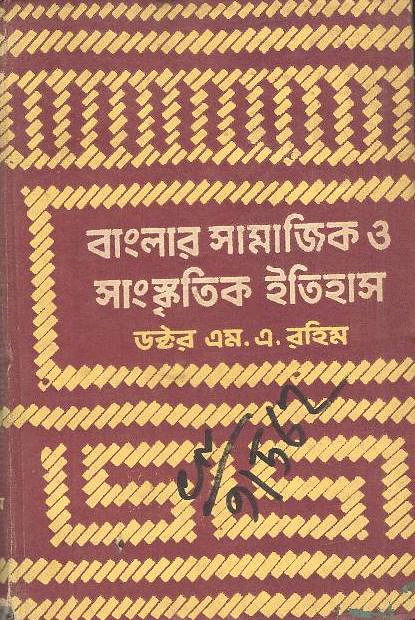 বাংলার সামাজিক ও
সাংস্কৃতিক ইতিহাস
ডক্টর এম. এ. রহিম